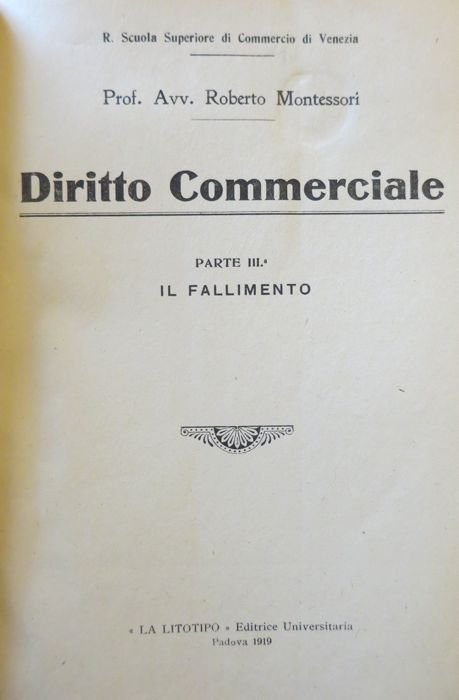 R. Scuola Superiore di Commercio di Venezia
Prof. Avv. Roberto Montessori
Diritto Commerciale
PARTE III.ª
IL FALLIMENTO
« LA LITOTIPO » Editrice Universitaria
Padova 1919